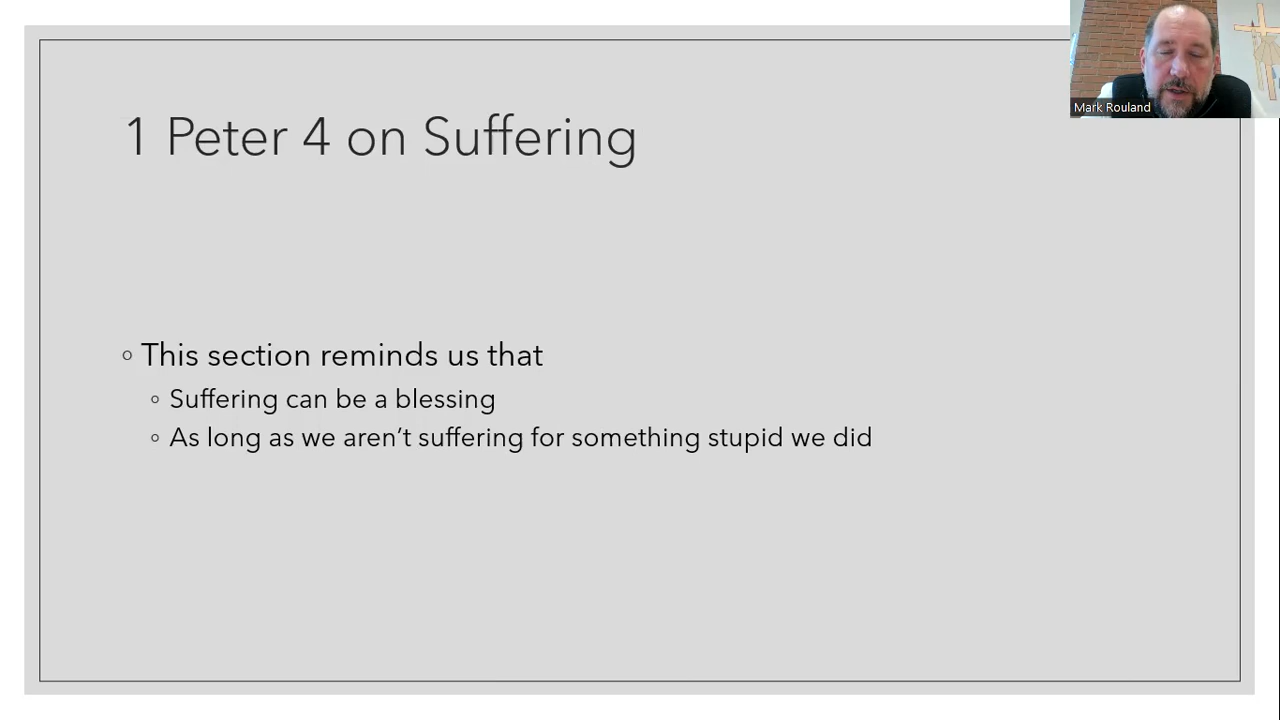 1 Peter 4 on Suffering
Mark Rouland
◦ This section reminds us that
◦ Suffering can be a blessing
◦ As long as we aren’t suffering for something stupid we did